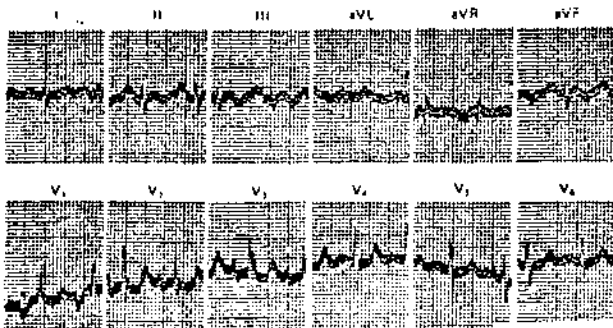 I II III aVL aVR aVF
V₁ V₂ V₃ V₄ V₅ V₆